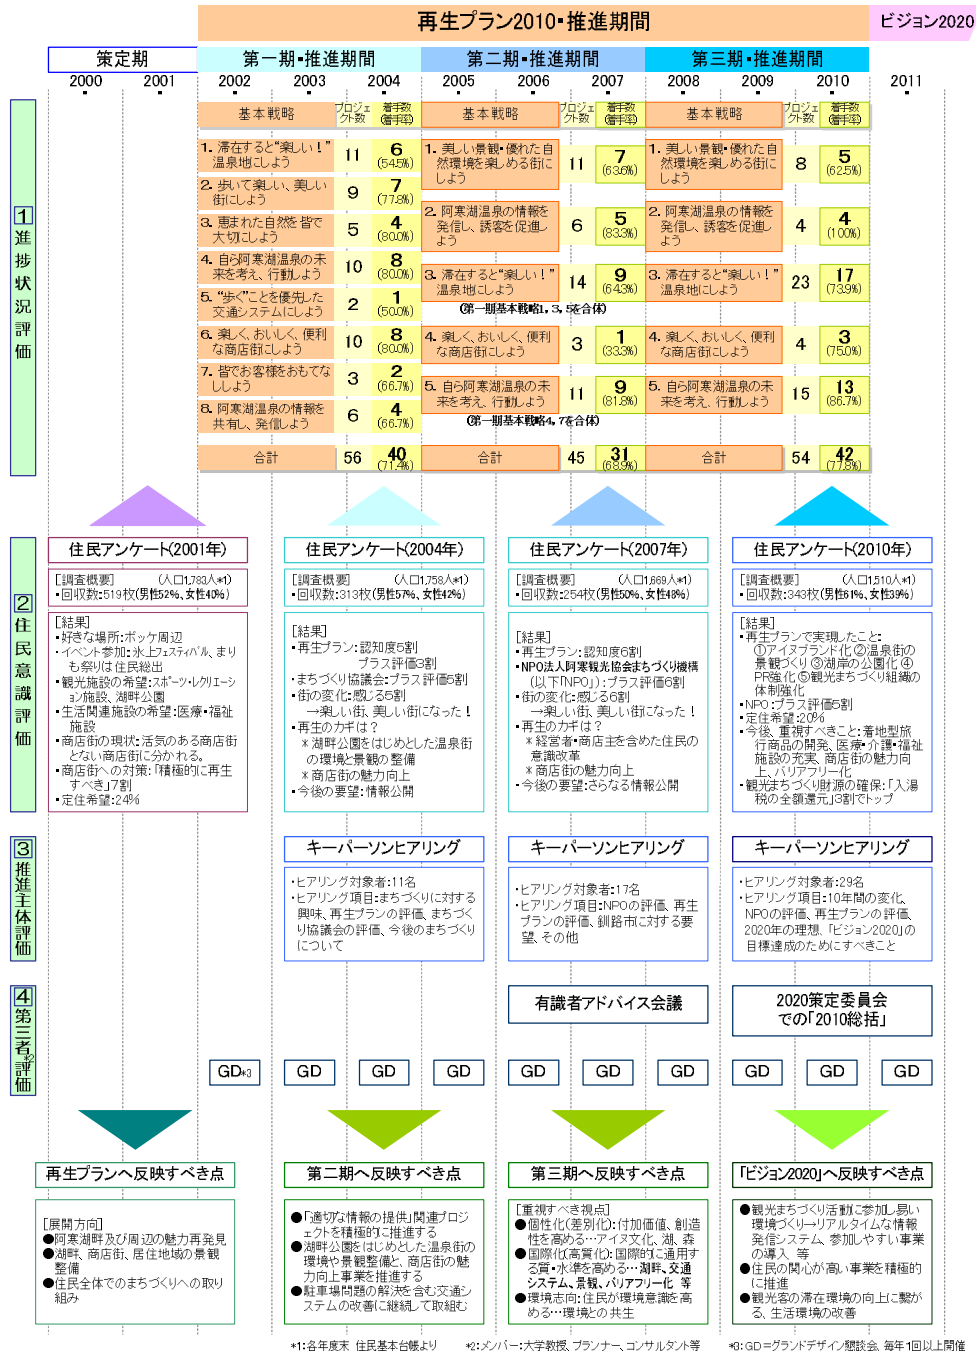 再生プラン2010・推進期間
ビジョン2020
策定期
第一期・推進期間
第二期・推進期間
第三期・推進期間
2000
2001
2002
2003
2004
2005
2006
2007
2008
2009
2010
2011
1 進捗状況評価
基本戦略
プロジェクト数
着手数
(着手率)
1. 滞在すると“楽しい!”
温泉地にしよう
11
6
(54.5%)
2. 歩いて楽しい、美しい
街にしよう
9
7
(77.8%)
3. 恵まれた自然を皆で
大切にしよう
5
4
(80.0%)
4. 自ら阿寒湖温泉の未
来を考え、行動しよう
10
8
(80.0%)
5. “歩く”ことを優先した
交通システムにしよう
2
1
(50.0%)
6. 楽しく、おいしく、便利
な商店街にしよう
10
8
(80.0%)
7. 皆でお客様をおもてな
ししよう
3
2
(66.7%)
8. 阿寒湖温泉の情報を
共有し、発信しよう
6
4
(66.7%)
合計
56
40
(71.4%)
基本戦略
プロジェクト数
着手数
(着手率)
1. 美しい景観・優れた自
然環境を楽しめる街に
しよう
11
7
(63.6%)
2. 阿寒湖温泉の情報を
発信し、誘客を促進し
よう
6
5
(83.3%)
3. 滞在すると“楽しい!”
温泉地にしよう
14
9
(64.3%)
(第一期基本戦略1, 3, 5を合体)
4. 楽しく、おいしく、便利
な商店街にしよう
3
1
(33.3%)
5. 自ら阿寒湖温泉の未
来を考え、行動しよう
11
9
(81.8%)
(第一期基本戦略4, 7を合体)
合計
45
31
(68.9%)
基本戦略
プロジェクト数
着手数
(着手率)
1. 美しい景観・優れた自
然環境を楽しめる街に
しよう
8
5
(62.5%)
2. 阿寒湖温泉の情報を
発信し、誘客を促進し
よう
4
4
(100%)
3. 滞在すると“楽しい!”
温泉地にしよう
23
17
(73.9%)
4. 楽しく、おいしく、便利
な商店街にしよう
4
3
(75.0%)
5. 自ら阿寒湖温泉の未
来を考え、行動しよう
15
13
(86.7%)
合計
54
42
(77.8%)
2 住民意識評価
住民アンケート(2001年)
[調査概要] (人口1,783人*1)
・回収数:519枚(男性52%、女性40%)
[結果]
・好きな場所:ボッケ周辺
・イベント参加:氷上フェスティバル、まり
も祭りは住民総出
・観光施設の希望:スポーツ・レクリエーシ
ョン施設、湖畔公園
・生活関連施設の希望:医療・福祉
施設
・商店街の現状:活気のある商店街
とない商店街に分かれる。
・商店街への対策:「積極的に再生
すべき」7割
・定住希望:24%
住民アンケート(2004年)
[調査概要] (人口1,758人*1)
・回収数:313枚(男性57%、女性42%)
[結果]
・再生プラン:認知度5割
プラス評価3割
・まちづくり協議会:プラス評価5割
・街の変化:感じる5割
→楽しい街、美しい街になった!
・再生のカギは?
*湖畔公園をはじめとした温泉街
の環境と景観の整備
*商店街の魅力向上
・今後の要望:情報公開
住民アンケート(2007年)
[調査概要] (人口1,669人*1)
・回収数:254枚(男性50%、女性48%)
[結果]
・再生プラン:認知度6割
・NPO法人阿寒観光協会まちづくり機構
(以下「NPO」):プラス評価6割
・街の変化:感じる6割
→楽しい街、美しい街になった!
・再生のカギは?
*経営者・商店主を含めた住民の
意識改革
*商店街の魅力向上
・今後の要望:さらなる情報公開
住民アンケート(2010年)
[調査概要] (人口1,510人*1)
・回収数:343枚(男性61%、女性39%)
[結果]
・再生プランで実現したこと:
①アイヌブランド化 ②温泉街の
景観づくり ③湖岸の公園化 ④
PR強化 ⑤観光まちづくり組織の
体制強化
・NPO:プラス評価5割
・定住希望:20%
・今後、重視すべきこと:着地型旅
行商品の開発、医療・介護・福祉
施設の充実、商店街の魅力向
上、バリアフリー化
・観光まちづくり財源の確保:「入湯
税の全額還元」3割でトップ
3 推進主体評価
キーパーソンヒアリング
・ヒアリング対象者:11名
・ヒアリング項目:まちづくりに対する
興味、再生プランの評価、まちづく
り協議会の評価、今後のまちづくり
について
キーパーソンヒアリング
・ヒアリング対象者:17名
・ヒアリング項目:NPOの評価、再生
プランの評価、釧路市に対する要
望、その他
キーパーソンヒアリング
・ヒアリング対象者:29名
・ヒアリング項目:10年間の変化、
NPOの評価、再生プランの評価、
2020年の理想、「ビジョン2020」の
目標達成のためにすべきこと
4 第三者*2評価
有識者アドバイス会議
2020策定委員会
での「2010総括」
GD*3
GD
GD
GD
GD
GD
GD
GD
GD
GD
再生プランへ反映すべき点
[展開方向]
●阿寒湖畔及び周辺の魅力再発見
●湖畔、商店街、居住地域の景観
整備
●住民全体でのまちづくりへの取り
組み
第二期へ反映すべき点
●「適切な情報の提供」関連プロジ
ェクトを積極的に推進する
●湖畔公園をはじめとした温泉街の
環境や景観整備と、商店街の魅
力向上事業を推進する
●駐車場問題の解決を含む交通シ
ステムの改善に継続して取組む
第三期へ反映すべき点
[重視すべき視点]
●個性化(差別化):付加価値、創造
性を高める…アイヌ文化、湖、森
●国際化(高質化):国際的に通用す
る質・水準を高める…湖畔、交通
システム、景観、バリアフリー化 等
●環境志向:住民が環境意識を高
める…環境との共生
「ビジョン2020」へ反映すべき点
●観光まちづくり活動に参加し易い
環境づくり→リアルタイムな情報
発信システム、参加しやすい事業
の導入 等
●住民の関心が高い事業を積極的
に推進
●観光客の滞在環境の向上に繋が
る、生活環境の改善
*1:各年度末 住民基本台帳より
*2:メンバー:大学教授、プランナー、コンサルタント等
*3:GD=グランドデザイン懇談会、毎年1回以上開催